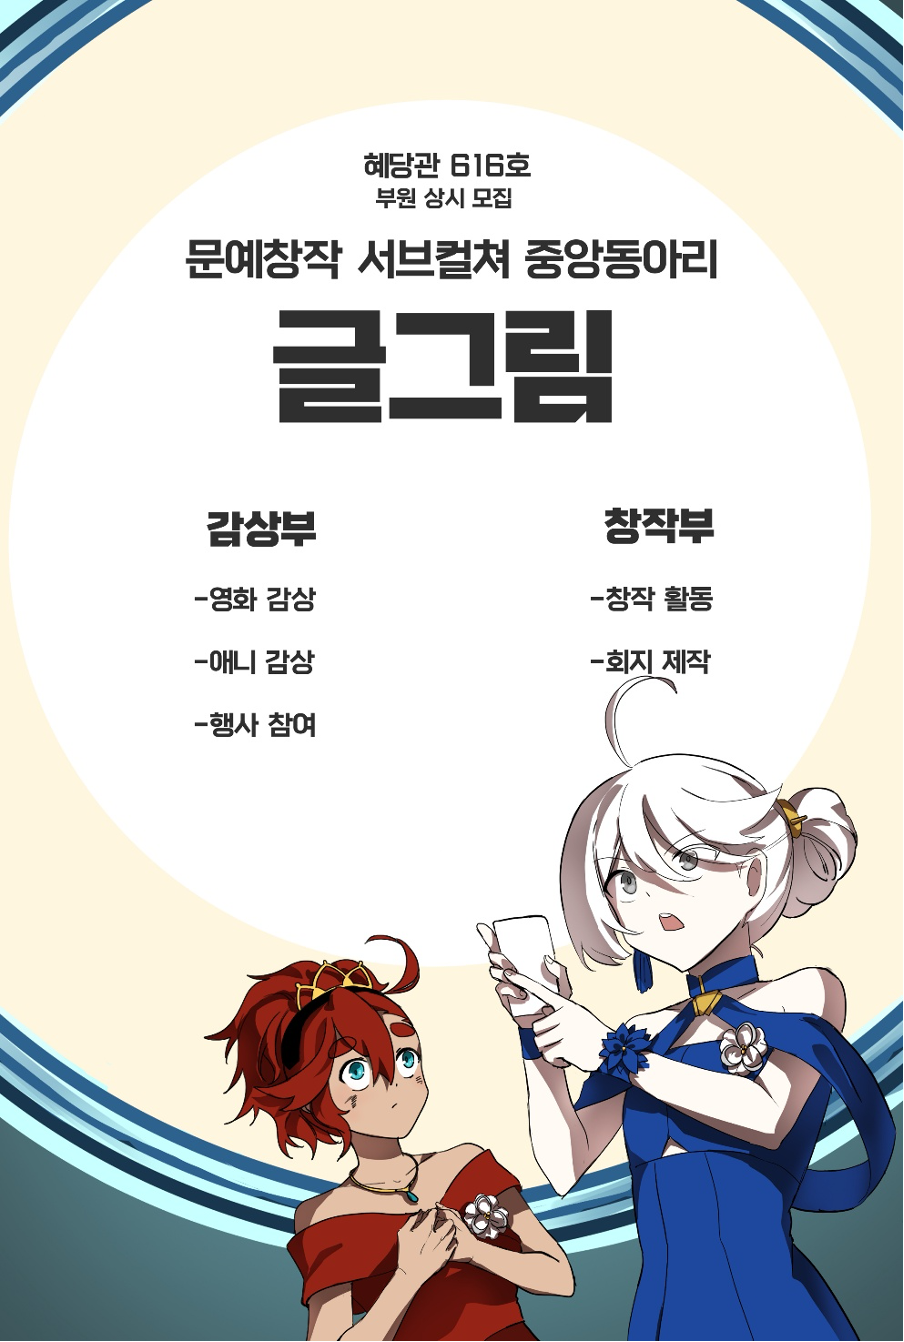 혜당관 616호
부원 상시 모집
문예창작 서브컬쳐 중앙동아리
글그림
감상부
-영화 감상
-애니 감상
-행사 참여
창작부
-창작 활동
-회지 제작